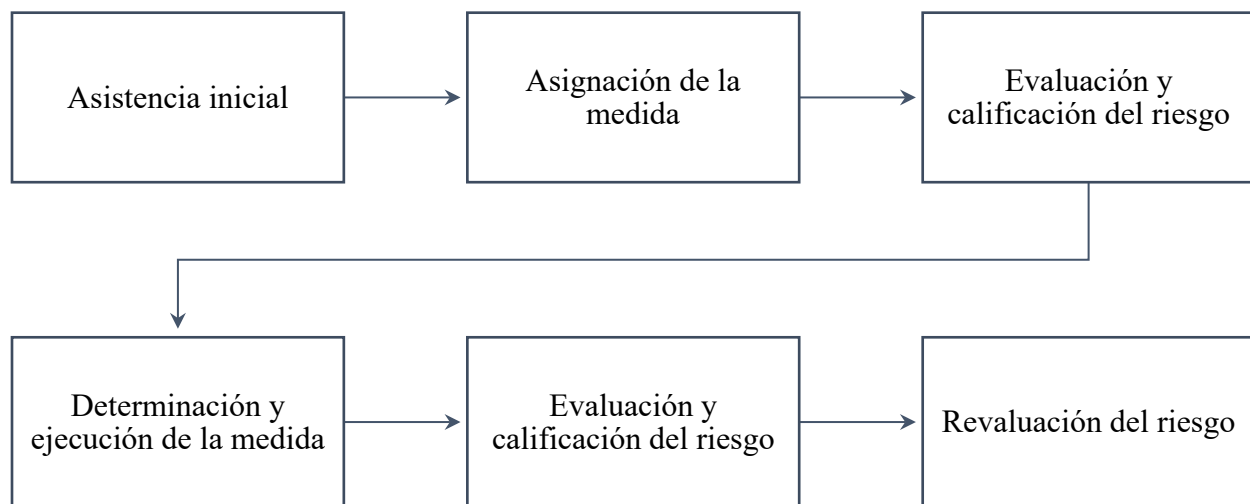 Asistencia inicial
Asignación de la
medida
Evaluación y
calificación del riesgo
Determinación y
ejecución de la medida
Evaluación y
calificación del riesgo
Revaluación del riesgo